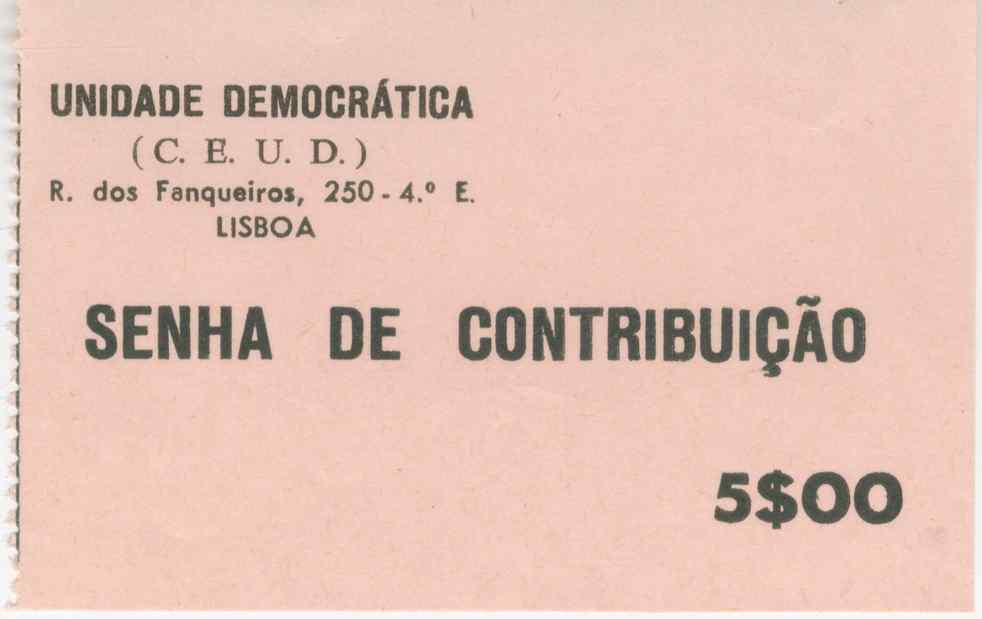 UNIDADE DEMOCRÁTICA
(C. E. U. D.)
R. dos Fanqueiros, 250 - 4.º E.
LISBOA
SENHA DE CONTRIBUIÇÃO
5$00